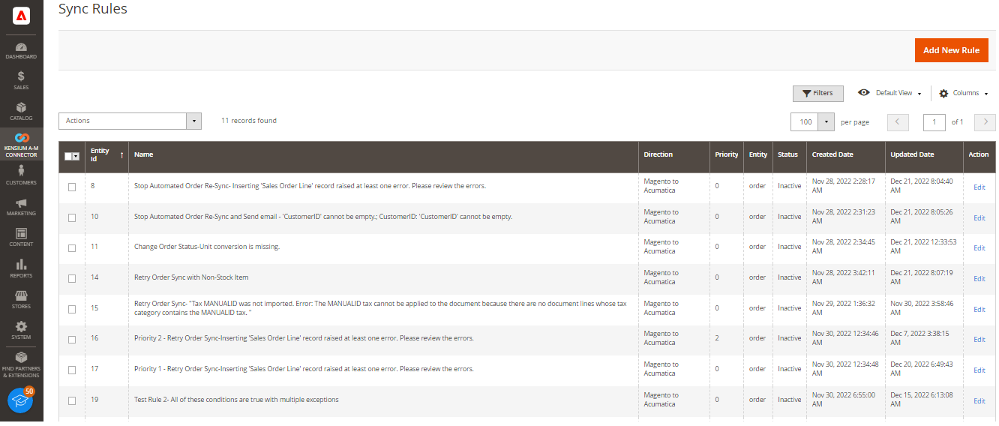 Sync Rules
Add New Rule
DASHBOARD
$
SALES
CATALOG
KENSIUM A-M
CONNECTOR
CUSTOMERS
MARKETING
CONTENT
REPORTS
STORES
SYSTEM
FIND PARTNERS
& EXTENSIONS
50
Filters
Default View
Columns
Actions
11 records found
100
per page
1
of 1
Entity
Id
↑
Name
Direction
Priority
Entity
Status
Created Date
Updated Date
Action
8
Stop Automated Order Re-Sync- Inserting 'Sales Order Line' record raised at least one error. Please review the errors.
Magento to
Acumatica
0
order
Inactive
Nov 28, 2022 2:28:17
AM
Dec 21, 2022 8:04:40
AM
Edit
10
Stop Automated Order Re-Sync and Send email - 'CustomerID' cannot be empty.; CustomerID: 'CustomerID' cannot be empty.
Magento to
Acumatica
0
order
Inactive
Nov 28, 2022 2:31:23
AM
Dec 21, 2022 8:05:26
AM
Edit
11
Change Order Status-Unit conversion is missing.
Magento to
Acumatica
0
order
Inactive
Nov 28, 2022 2:34:45
AM
Dec 21, 2022 12:33:53
AM
Edit
14
Retry Order Sync with Non-Stock Item
Magento to
Acumatica
0
order
Inactive
Nov 28, 2022 3:42:11
AM
Dec 21, 2022 8:07:19
AM
Edit
15
Retry Order Sync- "Tax MANUALID was not imported. Error: The MANUALID tax cannot be applied to the document because there are no document lines whose tax
category contains the MANUALID tax. "
Magento to
Acumatica
0
order
Inactive
Nov 29, 2022 1:36:32
AM
Nov 30, 2022 3:58:46
AM
Edit
16
Priority 2 - Retry Order Sync-Inserting 'Sales Order Line' record raised at least one error. Please review the errors.
Magento to
Acumatica
2
order
Inactive
Nov 30, 2022 12:34:46
AM
Dec 7, 2022 3:38:15
AM
Edit
17
Priority 1 - Retry Order Sync-Inserting 'Sales Order Line' record raised at least one error. Please review the errors.
Magento to
Acumatica
0
order
Inactive
Nov 30, 2022 12:34:48
AM
Dec 20, 2022 6:49:43
AM
Edit
19
Test Rule 2- All of these conditions are true with multiple exceptions
Magento to
Acumatica
0
order
Inactive
Nov 30, 2022 6:55:00
AM
Dec 15, 2022 6:13:08
AM
Edit